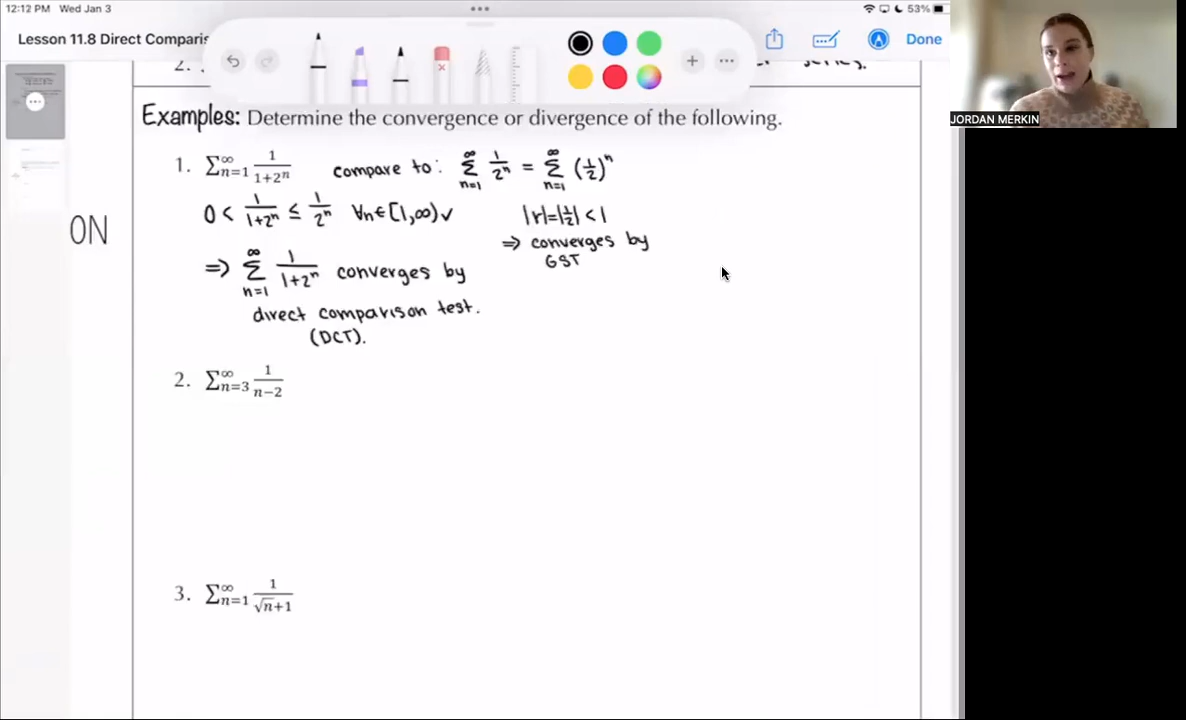 12:12 PM Wed Jan 3
53%
Lesson 11.8 Direct Comparis
Done
2.
series.
JORDAN MERKIN
Examples: Determine the convergence or divergence of the following.
1. ∑_{n=1}^{∞} 1/(1+2^n) compare to: ∑_{n=1}^{∞} 1/2^n = ∑_{n=1}^{∞} (1/2)^n
0 < 1/(1+2^n) ≤ 1/2^n ∀n∈[1,∞) ✓ |r|=|1/2|<1
ON
⇒ converges by
GST
⇒ ∑_{n=1}^{∞} 1/(1+2^n) converges by
direct comparison test.
(DCT).
2. ∑_{n=3}^{∞} 1/(n−2)
3. ∑_{n=1}^{∞} 1/(√n+1)